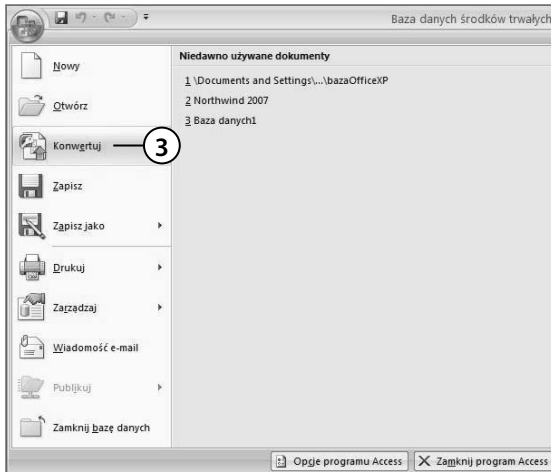 Baza danych środków trwałych
Nowy
Otwórz
Konwertuj
3
Zapisz
Zapisz jako
Drukuj
Zarządzaj
Wiadomość e-mail
Publikuj
Zamknij bazę danych
Niedawno używane dokumenty
1 \Documents and Settings\...\bazaOfficeXP
2 Northwind 2007
3 Baza danych1
Opcje programu Access
Zamknij program Access